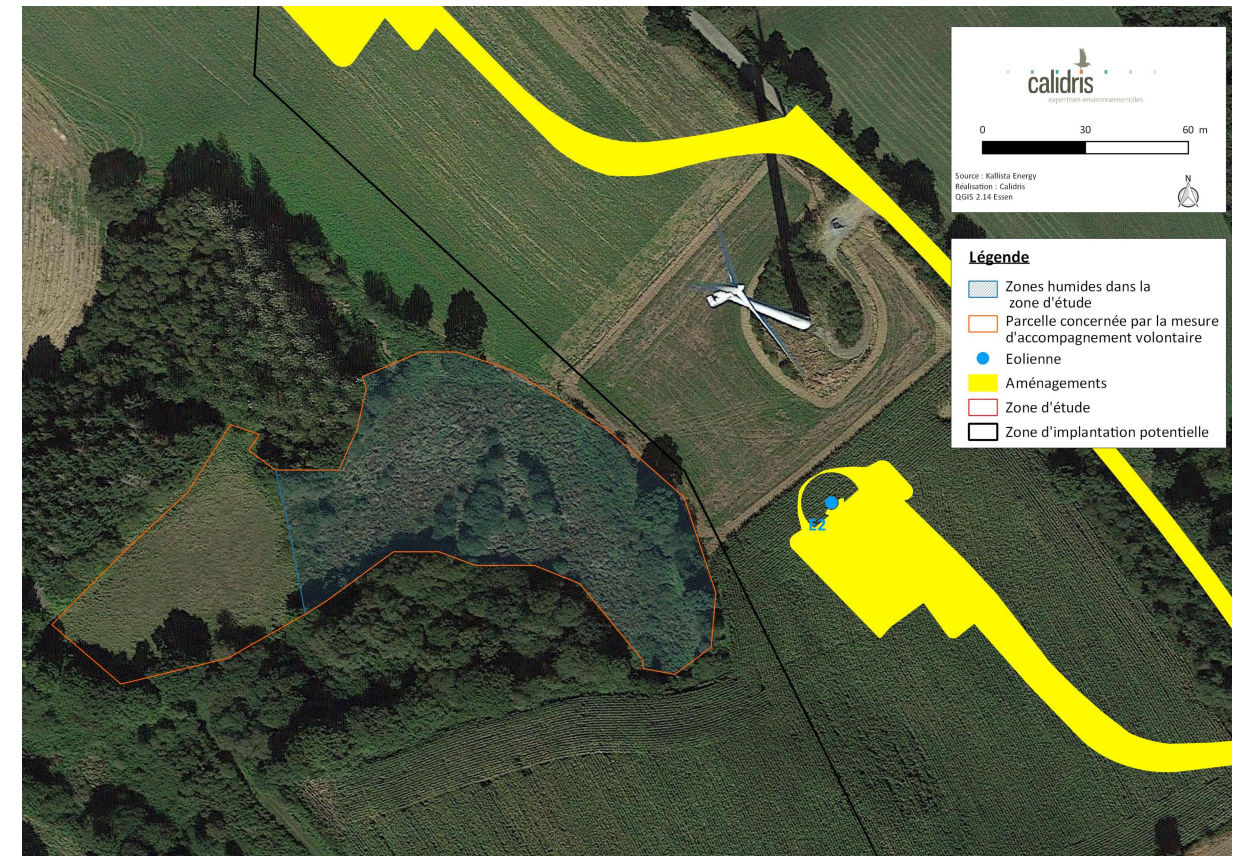 calidris
expertises environnementales
0 30 60 m
Source : Kallista Energy
Réalisation : Calidris
QGIS 2.14 Essen
N
Légende
Zones humides dans la
zone d'étude
Parcelle concernée par la mesure
d'accompagnement volontaire
Eolienne
Aménagements
Zone d'étude
Zone d'implantation potentielle
E2